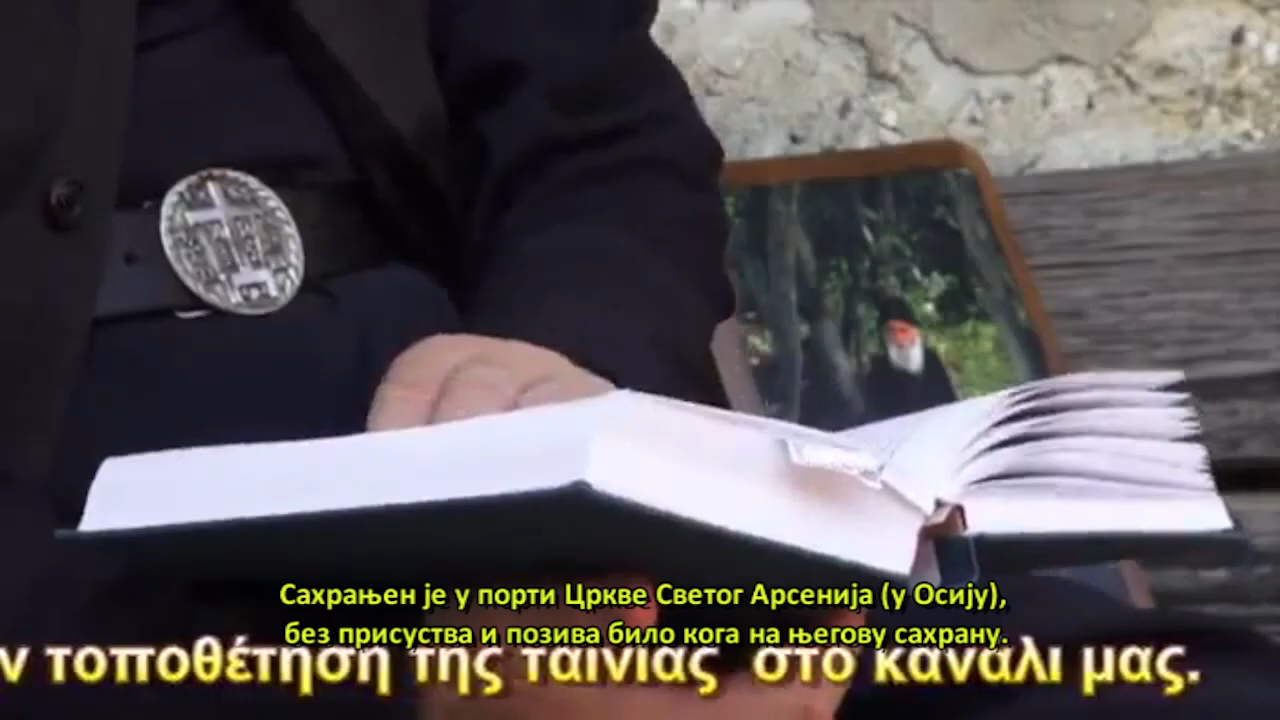 Сахрањен је у порти Цркве Светог Арсенија (у Осију),
без присуства и позива било кога на његову сахрану.
ν τοποθέτηση της ταινίας στο κανάλι μας.